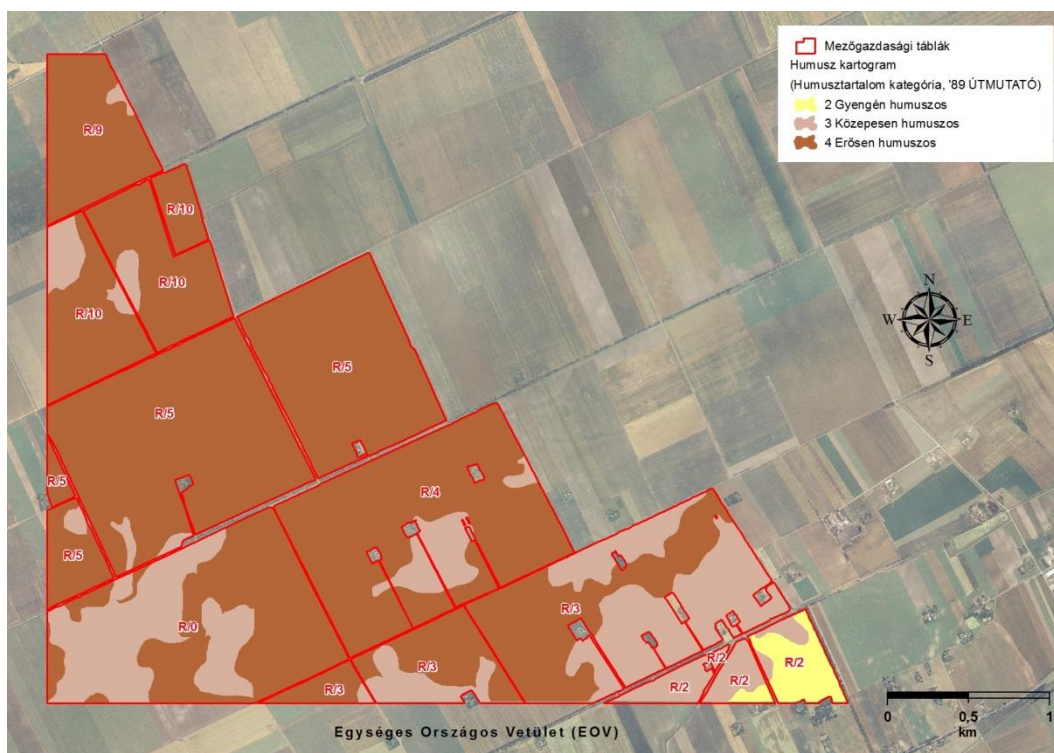 Mezőgazdasági táblák
Humusz kartogram
(Humusztartalom kategória, '89 ÚTMUTATÓ)
2 Gyengén humuszos
3 Közepesen humuszos
4 Erősen humuszos
R/9
R/10
R/10
R/10
R/5
R/5
R/5
R/5
R/4
R/0
R/3
R/3
R/3
R/2
R/2
R/2
R/2
N
W E
S
0 0,5 1
km
Egységes Országos Vetület (EOV)